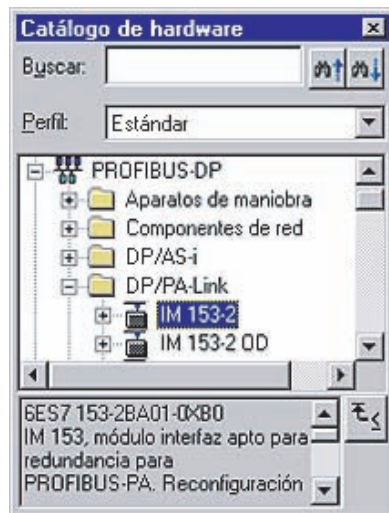 Catálogo de hardware
Buscar:
Perfil:
Estándar
PROFIBUS-DP
Aparatos de maniobra
Componentes de red
DP/AS-i
DP/PA-Link
IM 153-2
IM 153-2 OD
6ES7 153-2BA01-0XB0
IM 153, módulo interfaz apto para
redundancia para
PROFIBUS-PA. Reconfiguración